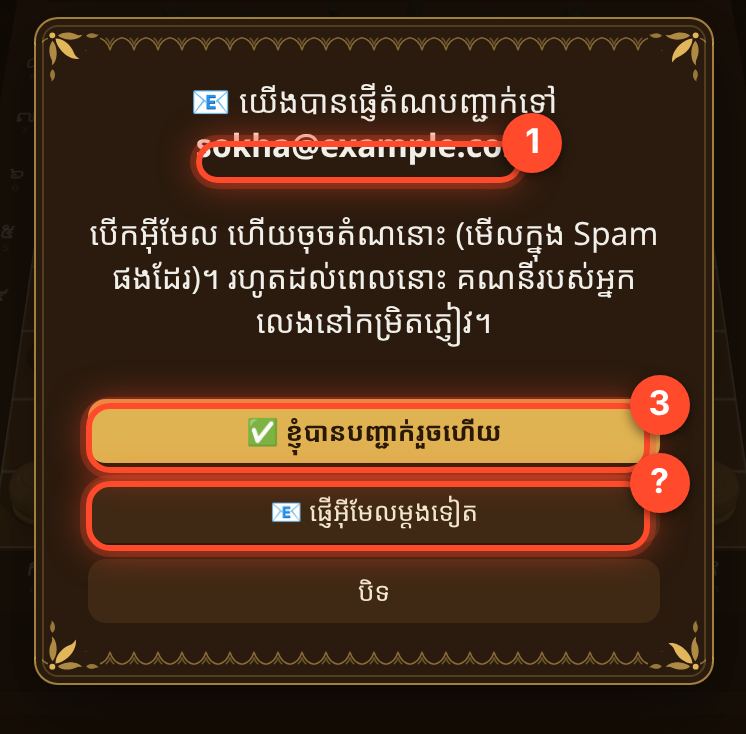 📧 យើងបានផ្ញើតំណបញ្ជាក់ទៅ
sokha@example.co
1
បើកអ៊ីមែល ហើយចុចតំណនោះ (មើលក្នុង Spam
ផងដែរ)។ រហូតដល់ពេលនោះ គណនីរបស់អ្នក
លេងនៅកម្រិតភ្ញៀវ។
3
✅ ខ្ញុំបានបញ្ជាក់រួចហើយ
?
📧 ផ្ញើអ៊ីមែលម្តងទៀត
បិទ